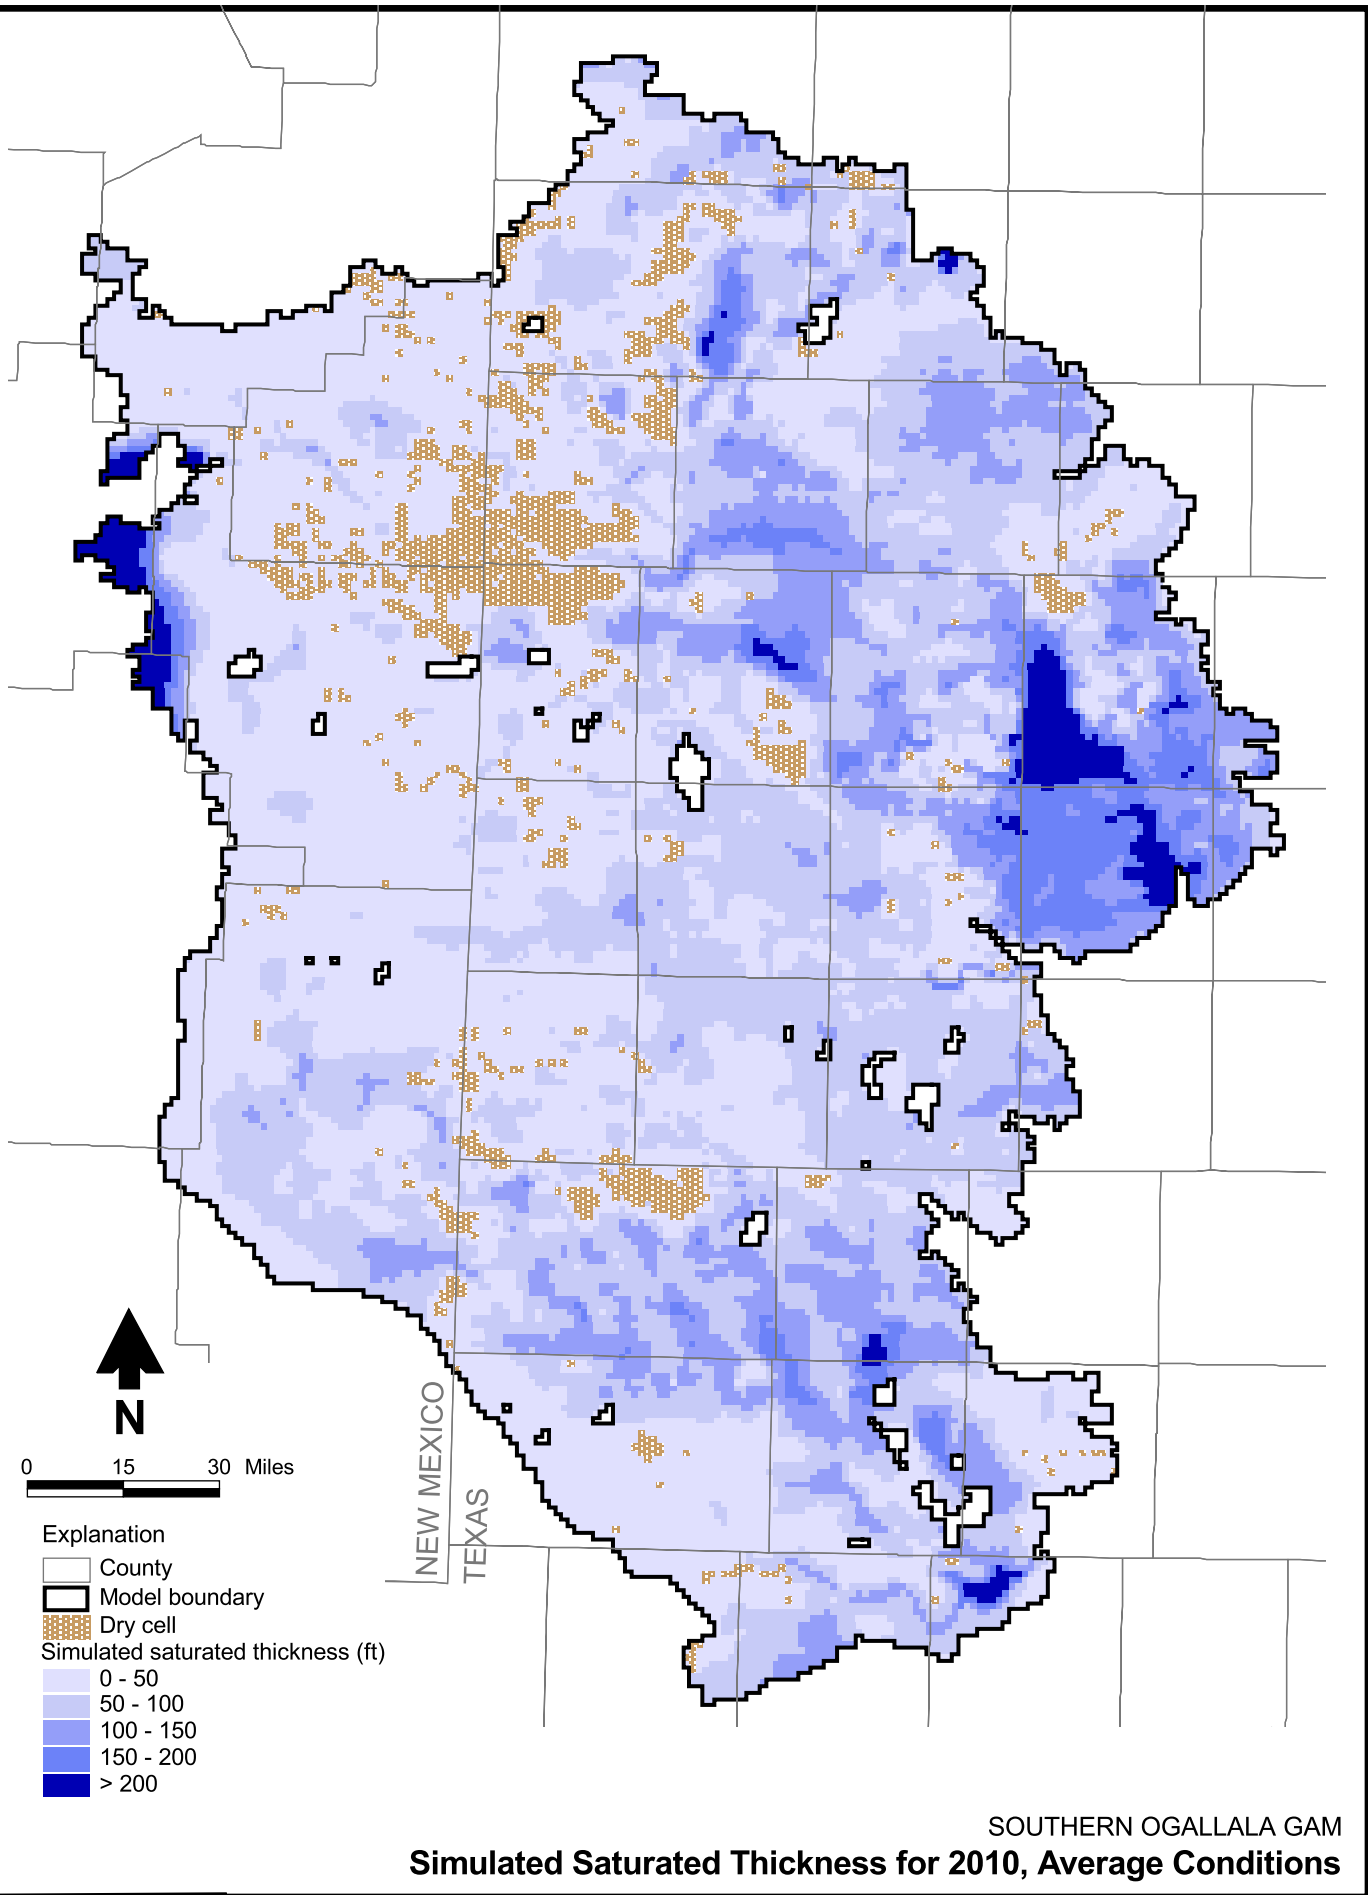 N
0 15 30 Miles
NEW MEXICO
TEXAS
Explanation
County
Model boundary
Dry cell
Simulated saturated thickness (ft)
0 - 50
50 - 100
100 - 150
150 - 200
> 200
SOUTHERN OGALLALA GAM
Simulated Saturated Thickness for 2010, Average Conditions